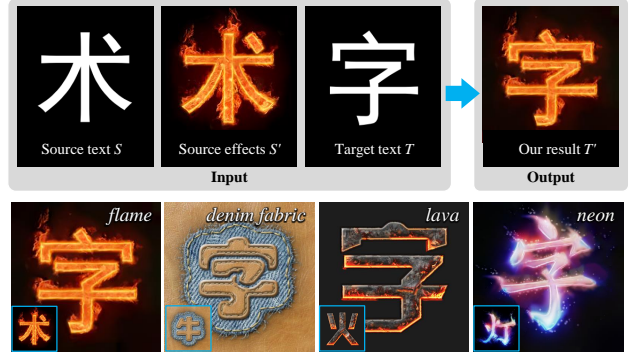 术
术
字
字
Source text S
Source effects S'
Target text T
Our result T'
Input
Output
flame
denim fabric
lava
neon
字
字
字
字
术
牛
火
灯